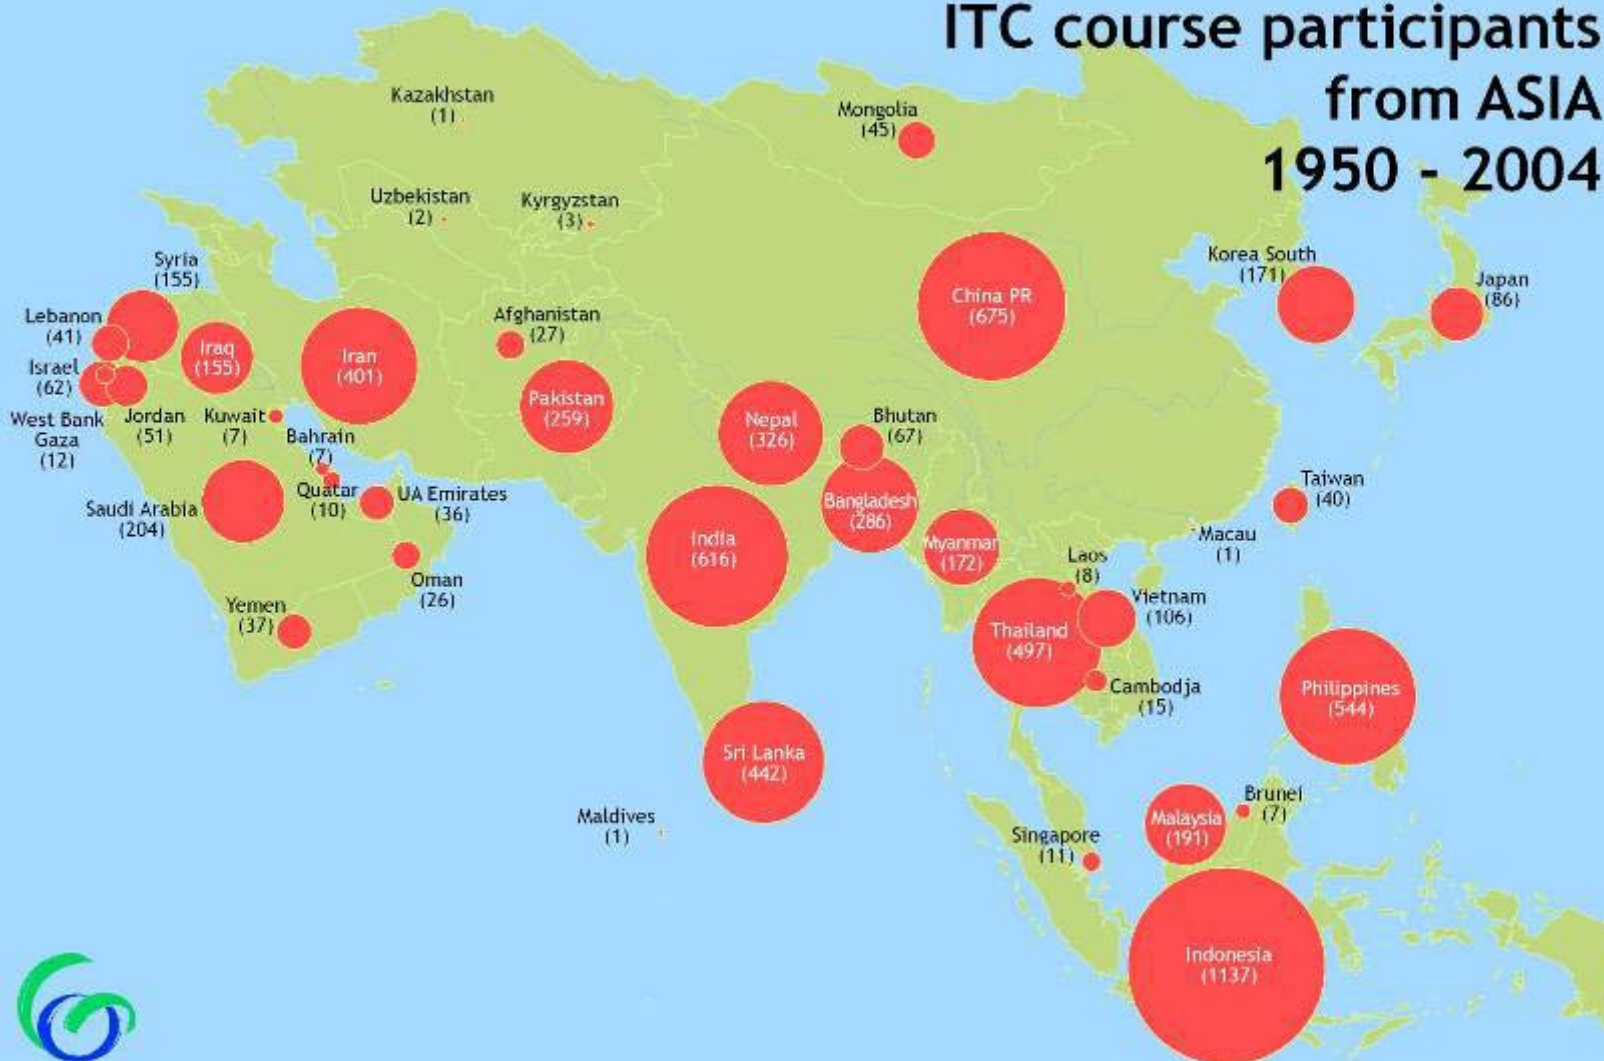 ITC course participants
from ASIA
1950 - 2004
Kazakhstan
(1)
Mongolia
(45)
Uzbekistan
(2)
Kyrgyzstan
(3)
Syria
(155)
Korea South
(171)
Japan
(86)
China PR
(675)
Lebanon
(41)
Afghanistan
(27)
Iraq
(155)
Iran
(401)
Israel
(62)
Pakistan
(259)
West Bank
Gaza
(12)
Jordan
(51)
Kuwait
(7)
Bahrain
(7)
Nepal
(326)
Bhutan
(67)
Quatar
(10)
UA Emirates
(36)
Saudi Arabia
(204)
Bangladesh
(286)
Taiwan
(40)
Macau
(1)
India
(616)
Myanmar
(172)
Laos
(8)
Oman
(26)
Vietnam
(106)
Yemen
(37)
Thailand
(497)
Cambodja
(15)
Philippines
(544)
Sri Lanka
(442)
Maldives
(1)
Brunei
(7)
Malaysia
(191)
Singapore
(11)
Indonesia
(1137)